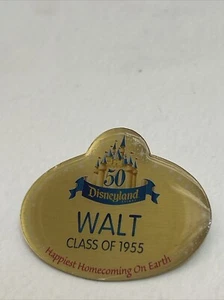 50
Disneyland
WALT
CLASS OF 1955
Happiest Homecoming On Earth